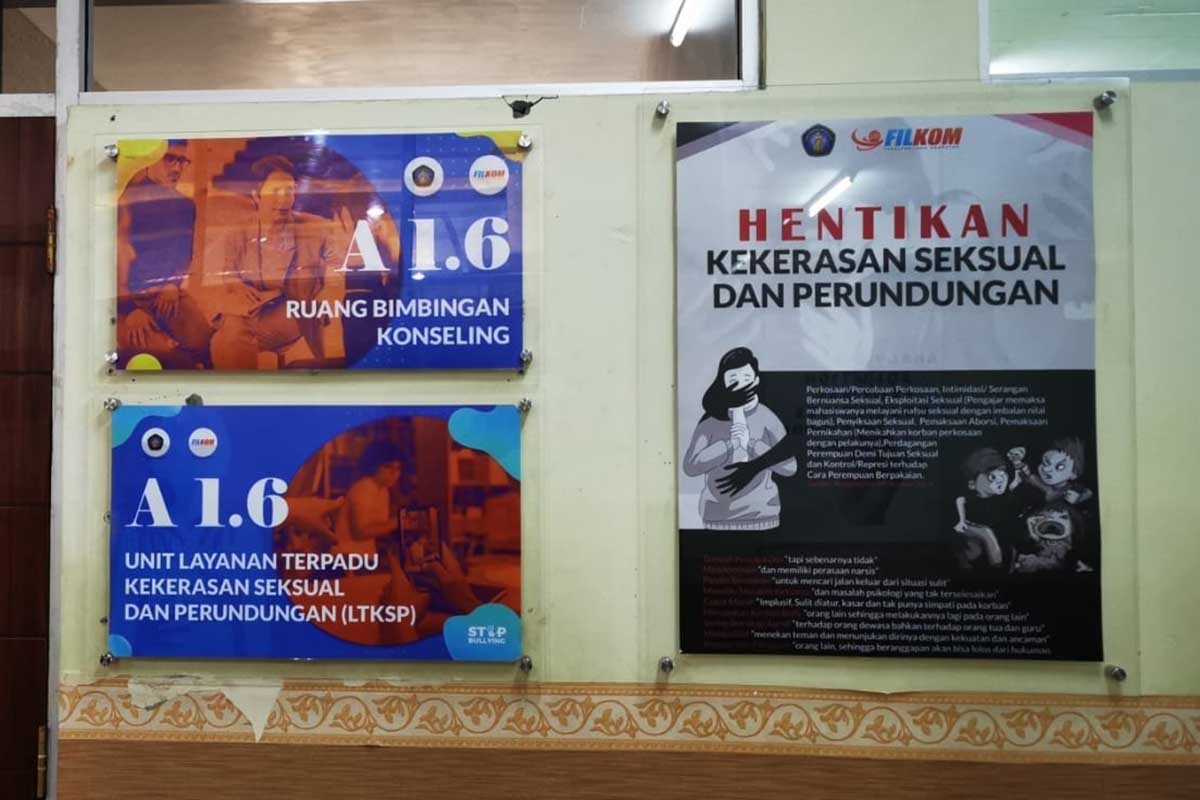 FILKOM
A 1.6
RUANG BIMBINGAN
KONSELING
FILKOM
A 1.6
UNIT LAYANAN TERPADU
KEKERASAN SEKSUAL
DAN PERUNDUNGAN (LTKSP)
STOP
BULLYING
FILKOM
HENTIKAN
KEKERASAN SEKSUAL
DAN PERUNDUNGAN
Perkosaan/Percobaan Perkosaan, Intimidasi/ Serangan
Bernuansa Seksual, Eksploitasi Seksual (Pengajar memaksa
mahasiswanya melayani nafsu seksual dengan imbalan nilai
bagus), Penyiksaan Seksual, Pemaksaan Aborsi, Pemaksaan
Pernikahan (Menikahkan korban perkosaan
dengan pelakunya),Perdagangan
Perempuan Demi Tujuan Seksual
dan Kontrol/Represi terhadap
Cara Perempuan Berpakaian.
"tapi sebenarnya tidak"
"dan memiliki perasaan narsis"
"untuk mencari jalan keluar dari situasi sulit"
"dan masalah psikologi yang tak terselesaikan"
"Implusif, Sulit diatur, kasar dan tak punya simpati pada korban"
"orang lain sehingga melakukannya lagi pada orang lain"
"terhadap orang dewasa bahkan terhadap orang tua dan guru"
"menekan teman dan menunjukan dirinya dengan kekuatan dan ancaman"
"orang lain, sehingga beranggapan akan bisa lolos dari hukuman